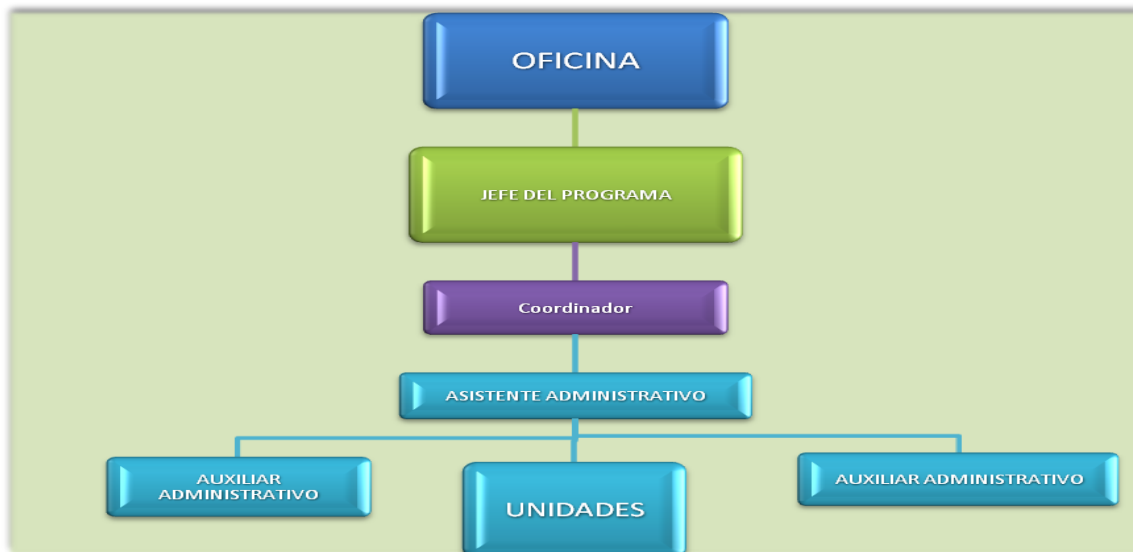 OFICINA
JEFE DEL PROGRAMA
Coordinador
ASISTENTE ADMINISTRATIVO
AUXILIAR
ADMINISTRATIVO
UNIDADES
AUXILIAR ADMINISTRATIVO